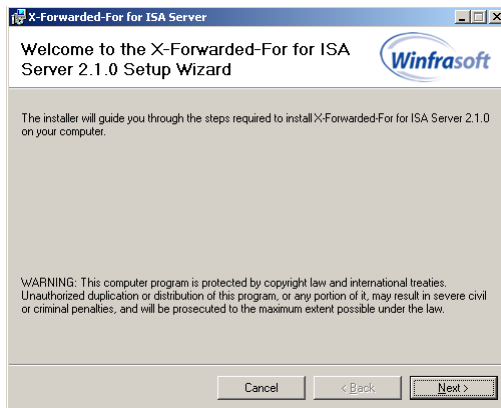 X-Forwarded-For for ISA Server
Welcome to the X-Forwarded-For for ISA
Server 2.1.0 Setup Wizard
Winfrasoft
The installer will guide you through the steps required to install X-Forwarded-For for ISA Server 2.1.0
on your computer.
WARNING: This computer program is protected by copyright law and international treaties.
Unauthorized duplication or distribution of this program, or any portion of it, may result in severe civil
or criminal penalties, and will be prosecuted to the maximum extent possible under the law.
Cancel
< Back
Next >